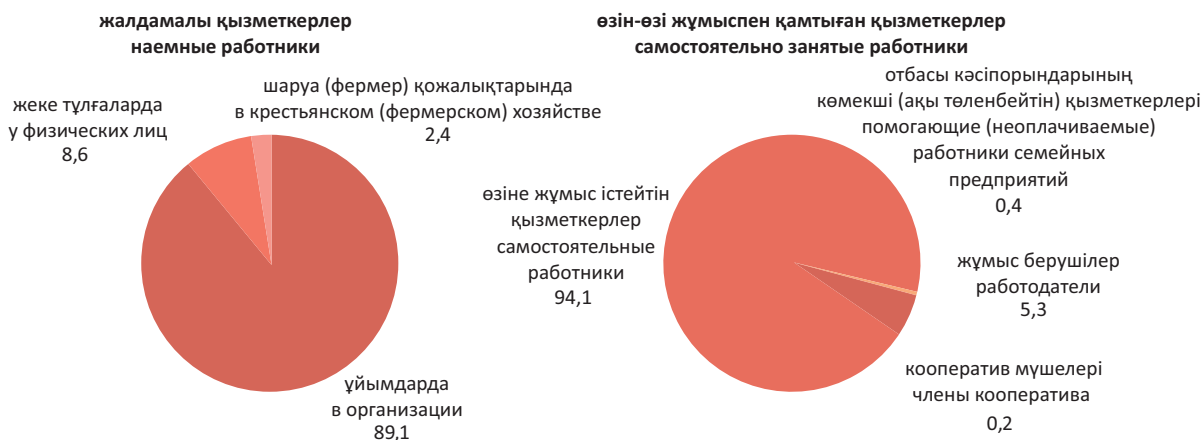 жалдамалы қызметкерлер
наемные работники
шаруа (фермер) қожалықтарында
в крестьянском (фермерском) хозяйстве
2,4
жеке тұлғаларда
у физических лиц
8,6
ұйымдарда
в организации
89,1
өзін-өзі жұмыспен қамтыған қызметкерлер
самостоятельно занятые работники
отбасы кәсіпорындарының
көмекші (ақы төленбейтін) қызметкерлері
помогающие (неоплачиваемые)
работники семейных
предприятий
0,4
өзіне жұмыс істейтін
қызметкерлер
самостоятельные
работники
94,1
жұмыс берушілер
работодатели
5,3
кооператив мүшелері
члены кооператива
0,2